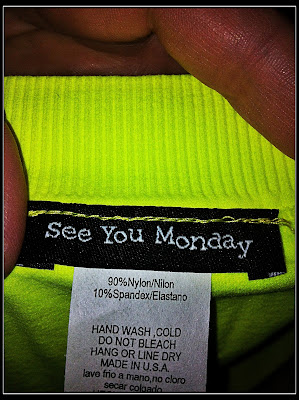 See You Monday
90%Nylon/Nilon
10%Spandex/Elastano
HAND WASH ,COLD
DO NOT BLEACH
HANG OR LINE DRY
MADE IN U.S.A.
lave frio a mano,no cloro
secar colgado